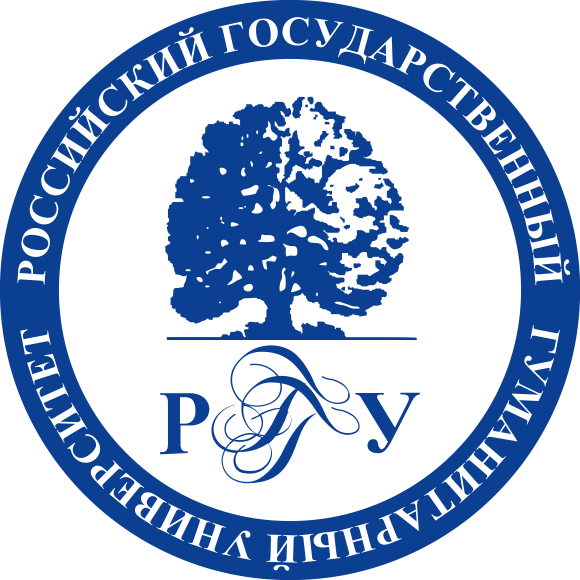 РОССИЙСКИЙ ГОСУДАРСТВЕННЫЙ
ГУМАНИТАРНЫЙ УНИВЕРСИТЕТ
РГГУ